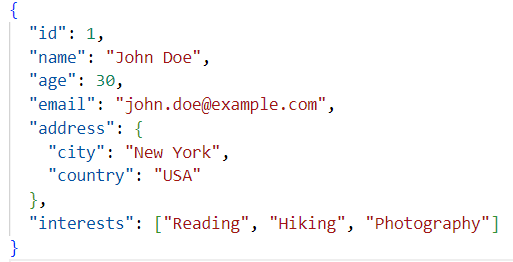 {
  "id": 1,
  "name": "John Doe",
  "age": 30,
  "email": "john.doe@example.com",
  "address": {
    "city": "New York",
    "country": "USA"
  },
  "interests": ["Reading", "Hiking", "Photography"]
}